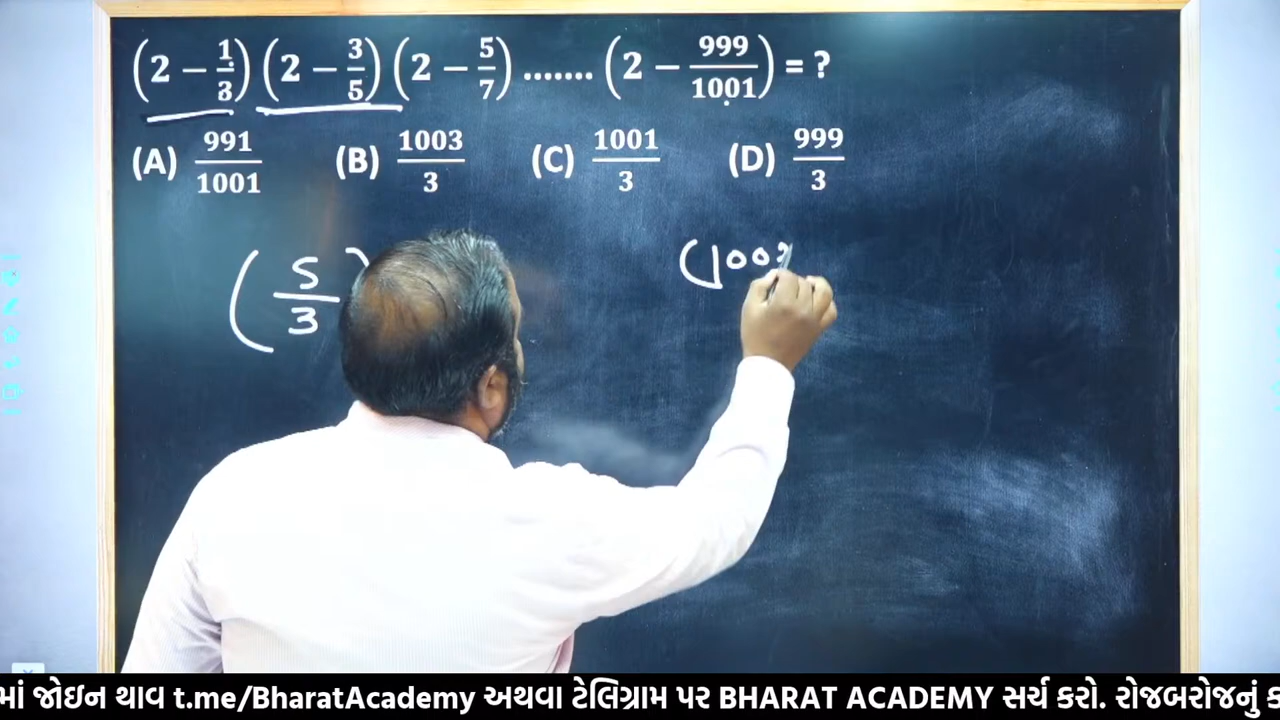 (2 − 1/3) (2 − 3/5) (2 − 5/7) ....... (2 − 999/1001) = ?
(A) 991/1001 (B) 1003/3 (C) 1001/3 (D) 999/3
(5/3) (100
માં જોઇન થાવ t.me/BharatAcademy અથવા ટેલિગ્રામ પર BHARAT ACADEMY સર્ચ કરો. રોજબરોજનું